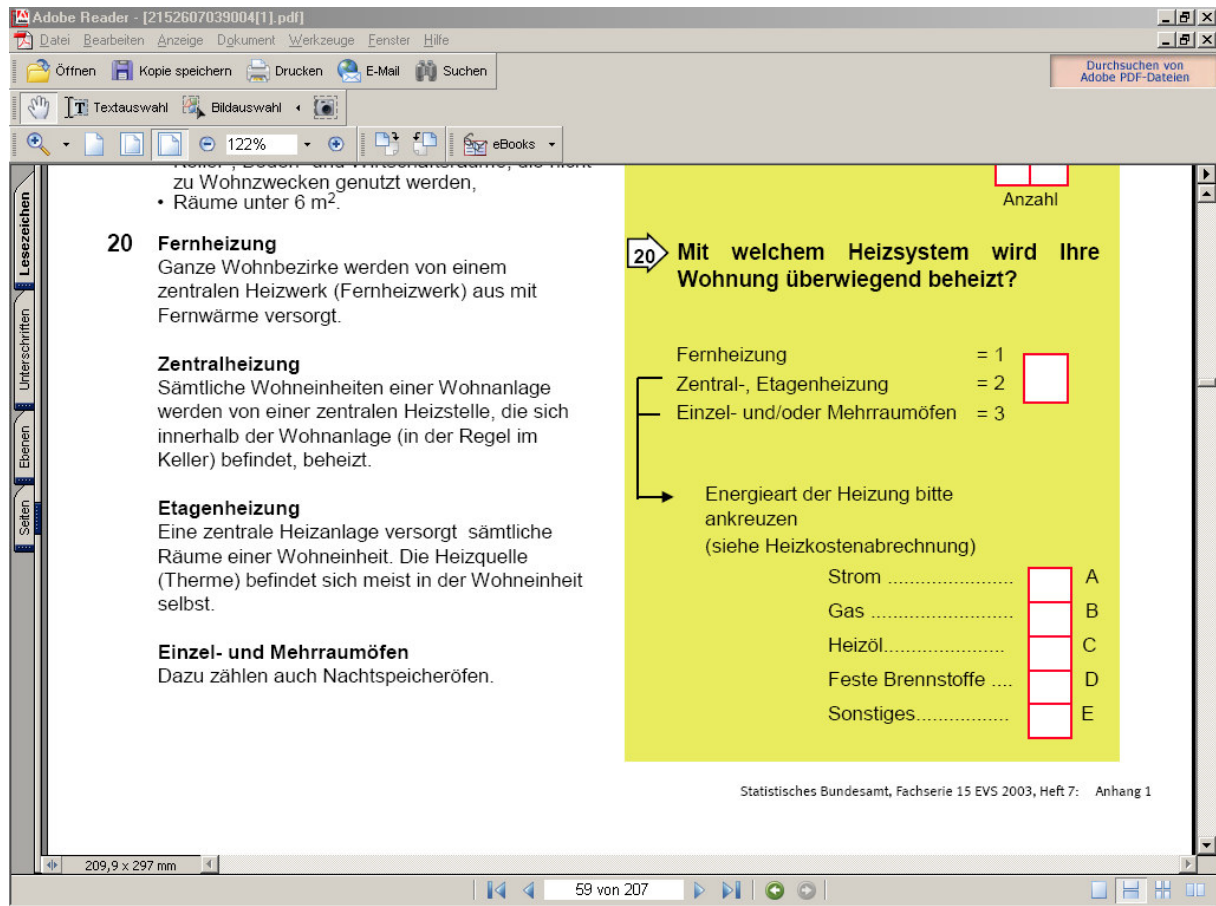 Adobe Reader - [2152607039004[1].pdf]
Datei Bearbeiten Anzeige Dokument Werkzeuge Fenster Hilfe
Öffnen Kopie speichern Drucken E-Mail Suchen
Durchsuchen von
Adobe PDF-Dateien
Textauswahl Bildauswahl
122% eBooks
Lesezeichen
Unterschriften
Ebenen
Seiten
Keller-, Boden- und Wirtschaftsräume, die nicht
zu Wohnzwecken genutzt werden,
• Räume unter 6 m².
20 Fernheizung
Ganze Wohnbezirke werden von einem
zentralen Heizwerk (Fernheizwerk) aus mit
Fernwärme versorgt.
Zentralheizung
Sämtliche Wohneinheiten einer Wohnanlage
werden von einer zentralen Heizstelle, die sich
innerhalb der Wohnanlage (in der Regel im
Keller) befindet, beheizt.
Etagenheizung
Eine zentrale Heizanlage versorgt sämtliche
Räume einer Wohneinheit. Die Heizquelle
(Therme) befindet sich meist in der Wohneinheit
selbst.
Einzel- und Mehrraumöfen
Dazu zählen auch Nachtspeicheröfen.
Anzahl
20 Mit welchem Heizsystem wird Ihre
Wohnung überwiegend beheizt?
Fernheizung = 1
Zentral-, Etagenheizung = 2
Einzel- und/oder Mehrraumöfen = 3
Energieart der Heizung bitte
ankreuzen
(siehe Heizkostenabrechnung)
Strom ....................... A
Gas .......................... B
Heizöl...................... C
Feste Brennstoffe .... D
Sonstiges................. E
Statistisches Bundesamt, Fachserie 15 EVS 2003, Heft 7: Anhang 1
209,9 x 297 mm
59 von 207